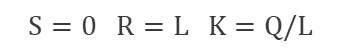 S = 0 R = L K = Q/L